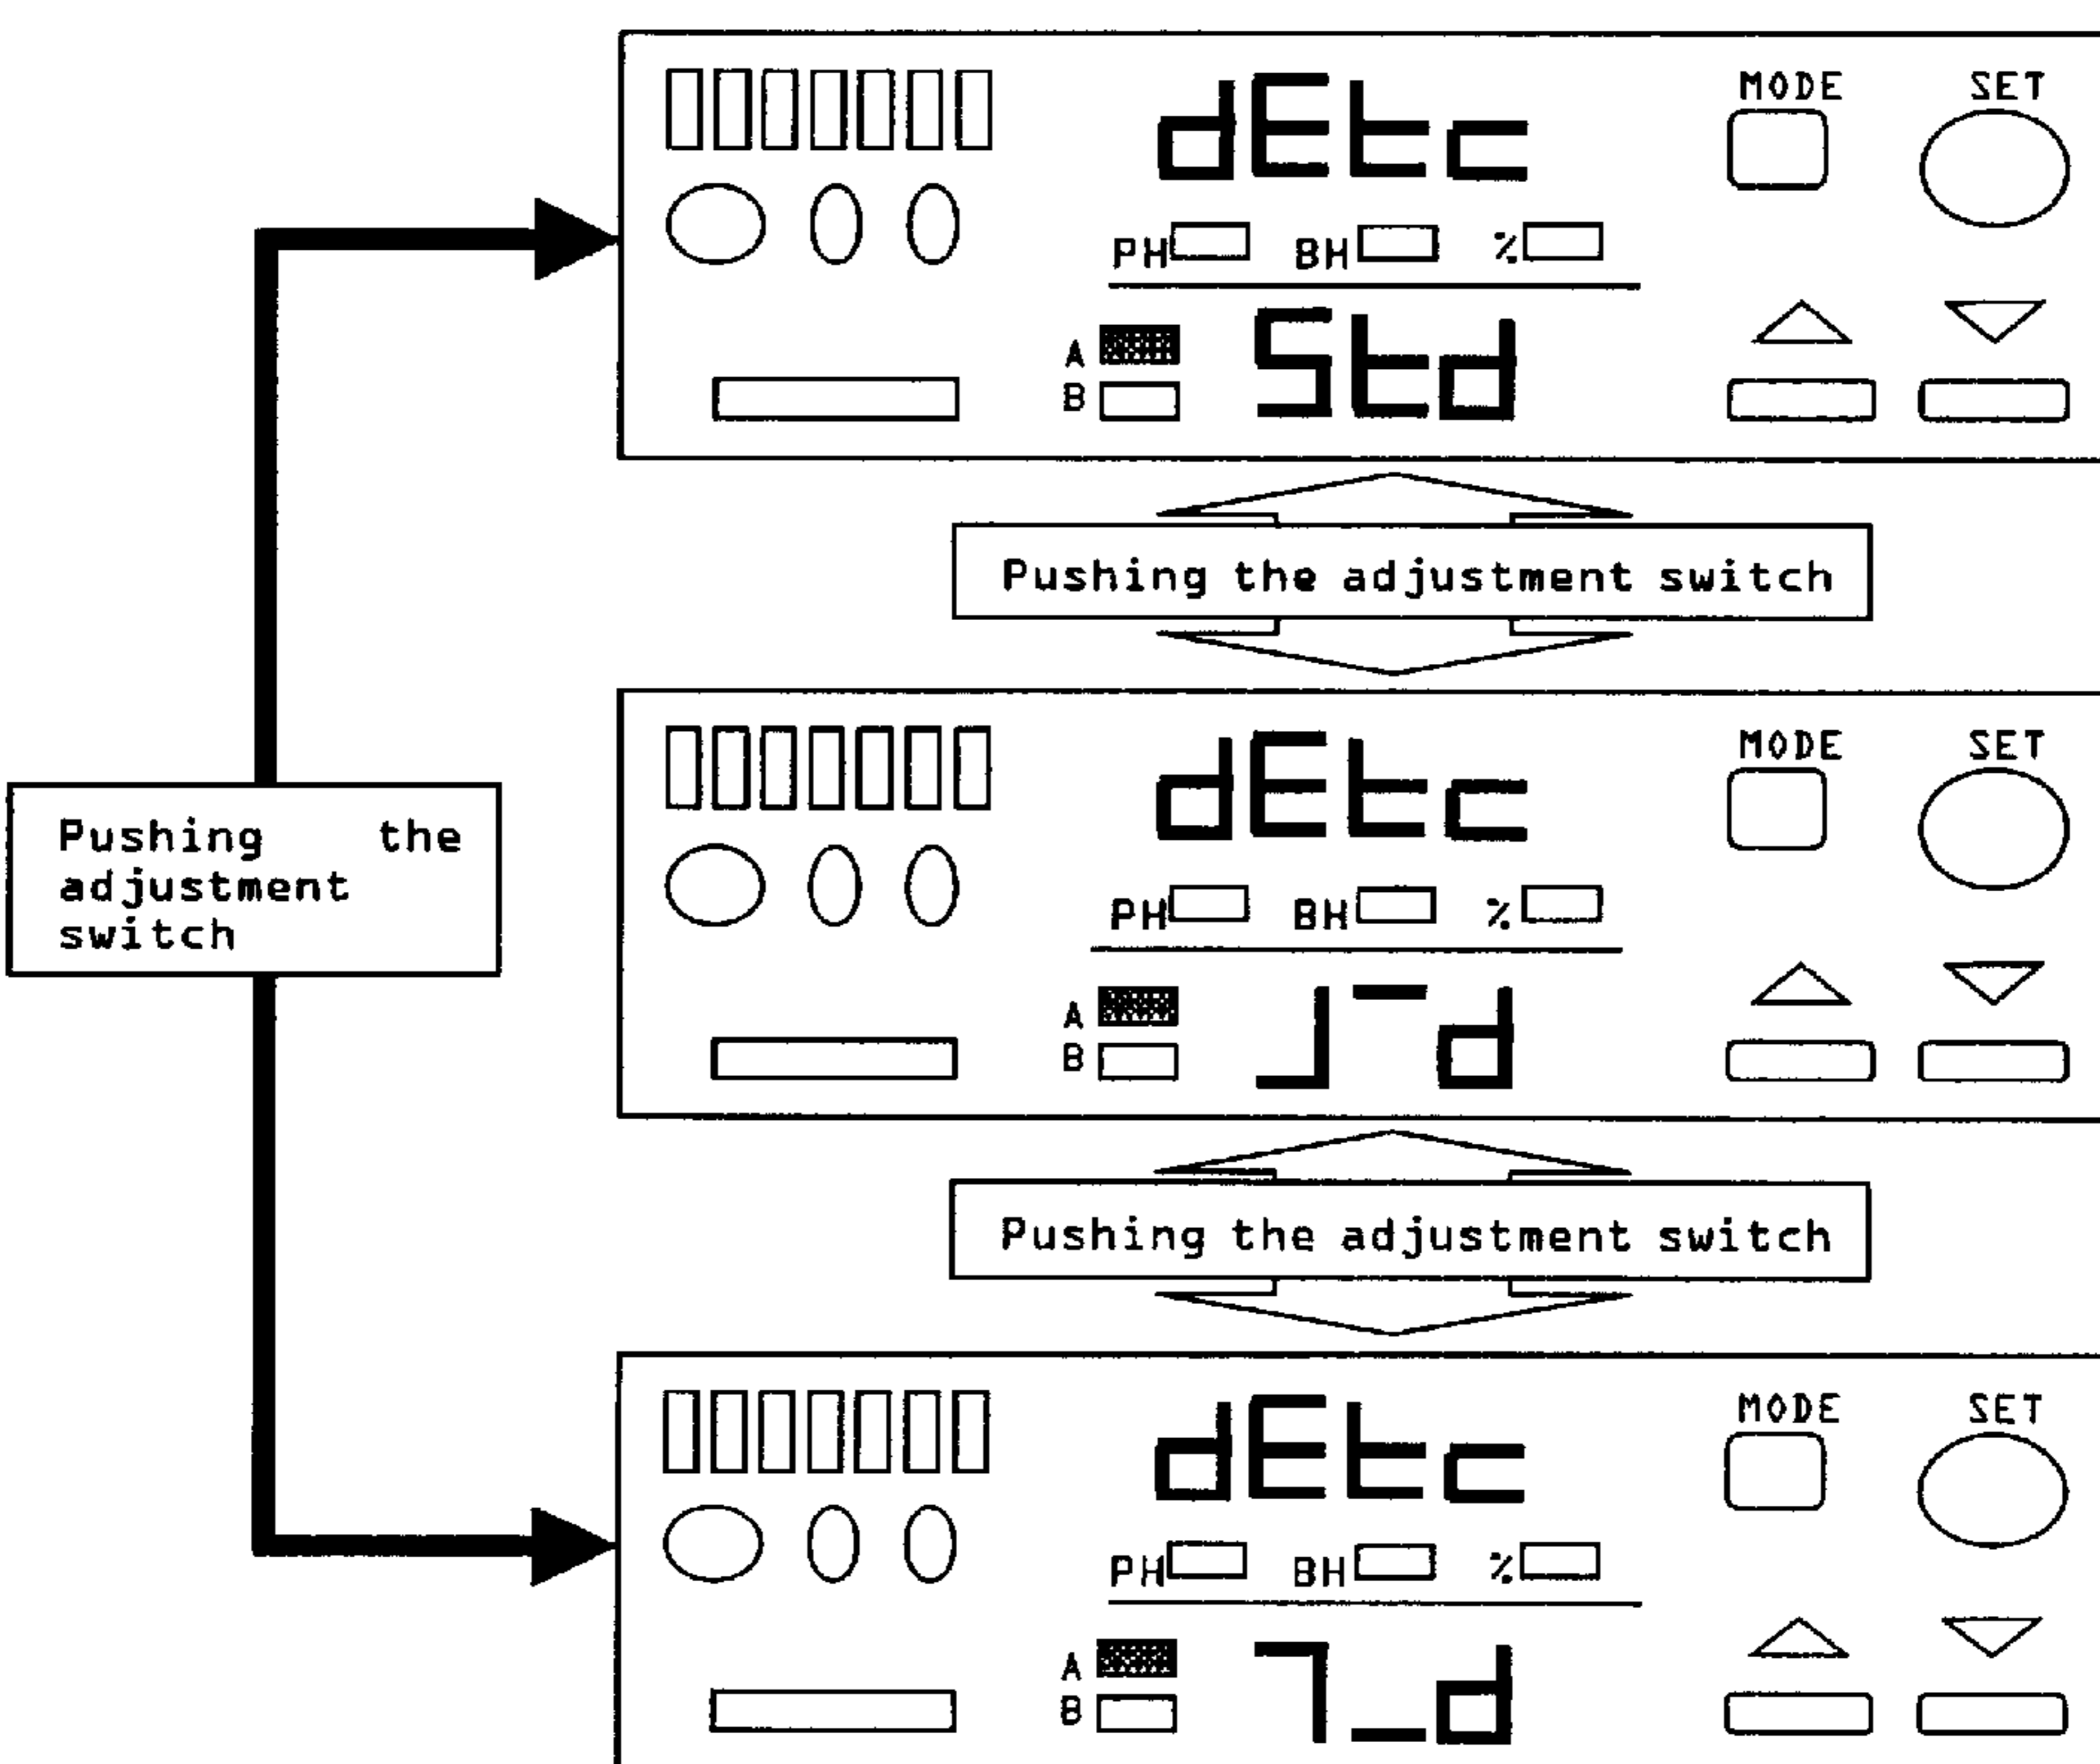 MODE SET
dEtc
PH BH %
A
Std
B
Pushing the adjustment switch
MODE SET
dEtc
Pushing the
adjustment
switch
PH BH %
A
d
B
Pushing the adjustment switch
MODE SET
dEtc
PH BH %
A
d
B